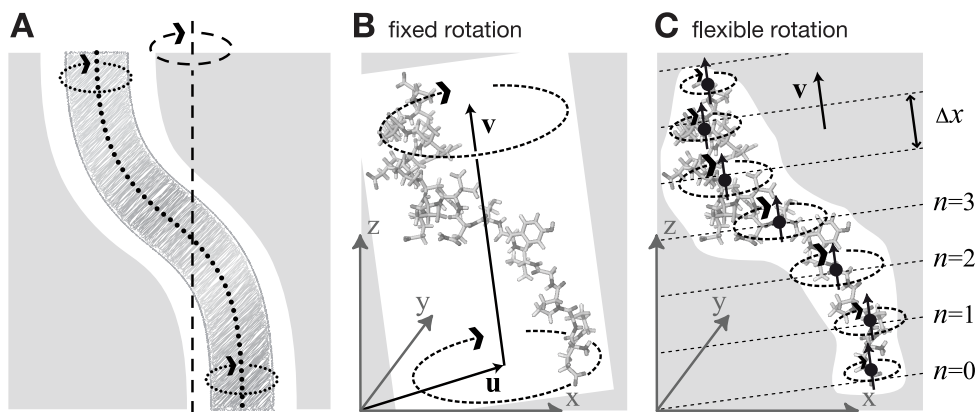 A
B fixed rotation
v
z
y
u
x
C flexible rotation
v
Δx
n=3
z
n=2
y
n=1
n=0
x